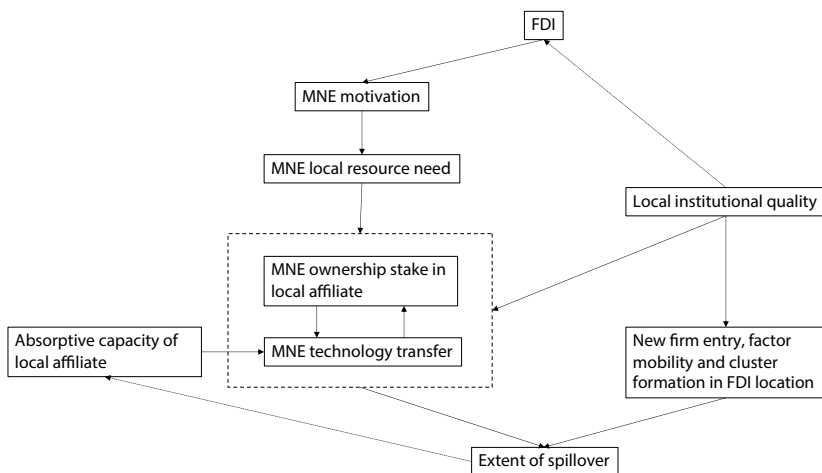 FDI
MNE motivation
MNE local resource need
Local institutional quality
MNE ownership stake in
local affiliate
Absorptive capacity of
local affiliate
MNE technology transfer
New firm entry, factor
mobility and cluster
formation in FDI location
Extent of spillover